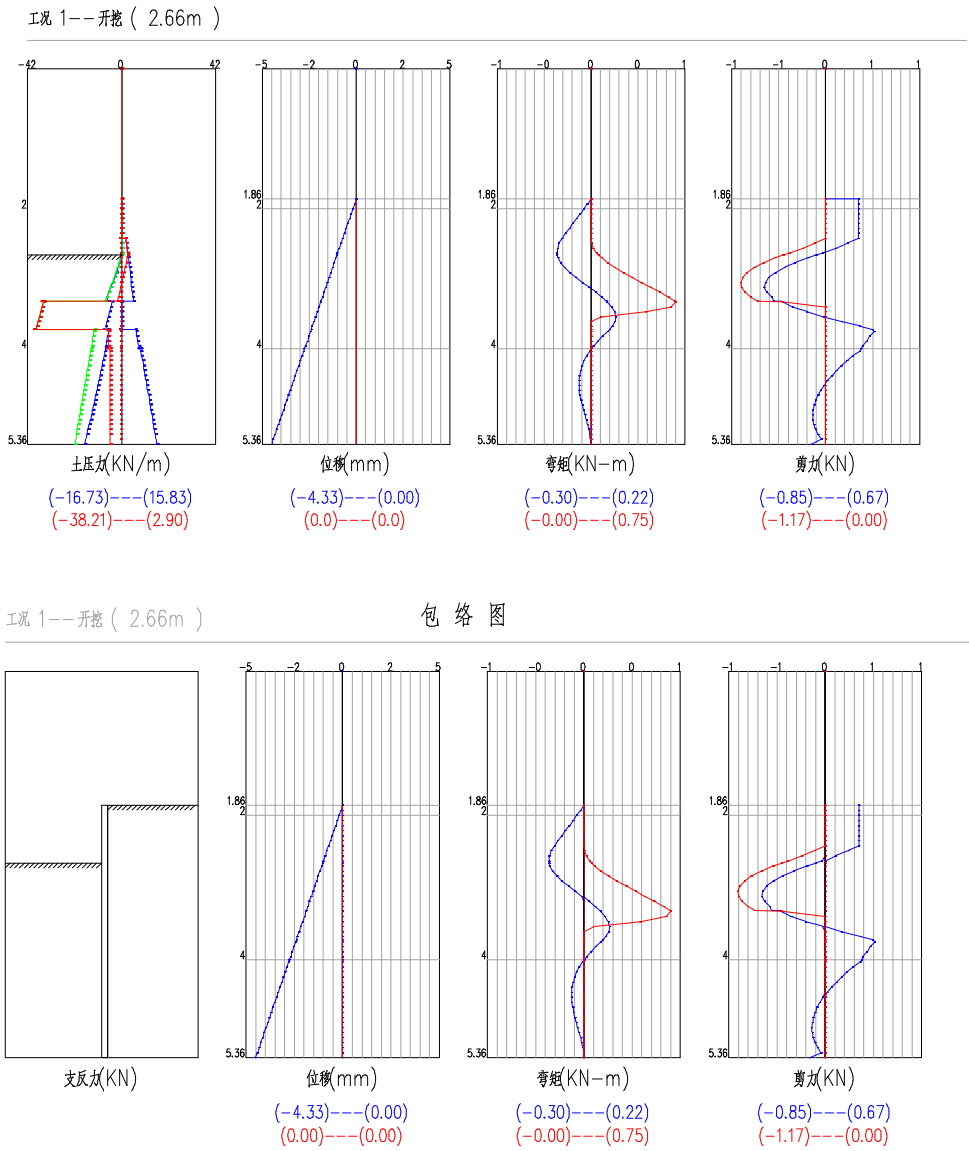 工况 1--开挖 ( 2.66m )
-42 0 42 -5 -2 0 2 5 -1 -0 0 0 1 -1 -1 0 1 1
1.86 1.86 1.86
2 2 2 2
4 4 4
5.36 5.36 5.36 5.36
土压力(KN/m) 位移(mm) 弯矩(KN-m) 剪力(KN)
(-16.73)---(15.83) (-4.33)---(0.00) (-0.30)---(0.22) (-0.85)---(0.67)
(-38.21)---(2.90) (0.0)---(0.0) (-0.00)---(0.75) (-1.17)---(0.00)
包 络 图
工况 1--开挖 ( 2.66m )
-5 -2 0 2 5 -1 -0 0 0 1 -1 -1 0 1 1
1.86 1.86 1.86
2 2 2
4 4 4
5.36 5.36 5.36
支反力(KN) 位移(mm) 弯矩(KN-m) 剪力(KN)
(-4.33)---(0.00) (-0.30)---(0.22) (-0.85)---(0.67)
(0.00)---(0.00) (-0.00)---(0.75) (-1.17)---(0.00)